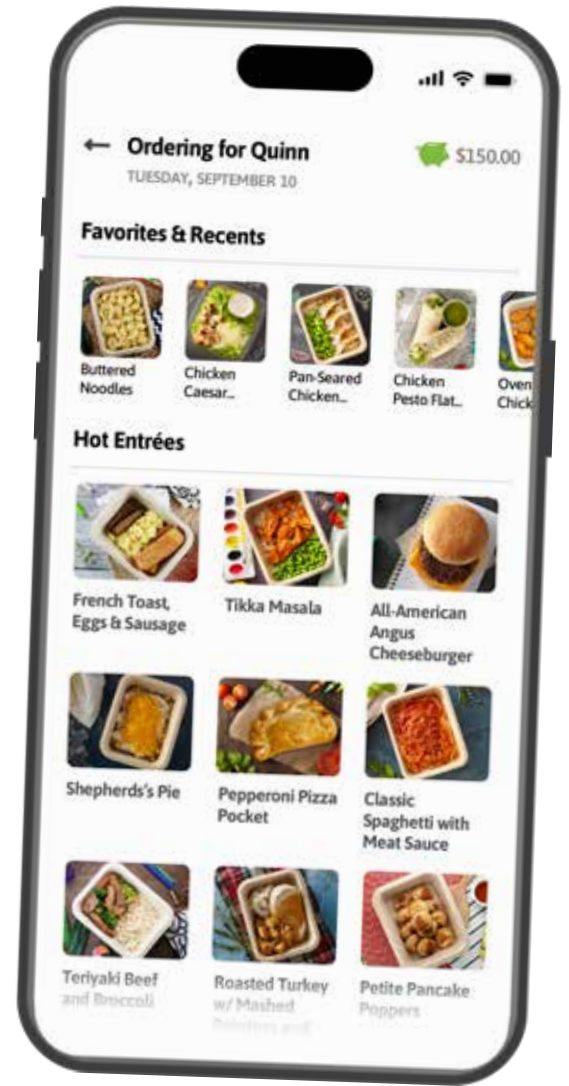 Ordering for Quinn
$150.00
TUESDAY, SEPTEMBER 10
Favorites & Recents
Buttered
Noodles
Chicken
Caesar...
Pan-Seared
Chicken...
Chicken
Pesto Flat...
Oven
Chick
Hot Entrées
French Toast,
Eggs & Sausage
Tikka Masala
All-American
Angus
Cheeseburger
Shepherds's Pie
Pepperoni Pizza
Pocket
Classic
Spaghetti with
Meat Sauce
Teriyaki Beef
and Broccoli
Roasted Turkey
w/ Mashed
Potatoes and
Petite Pancake
Poppers